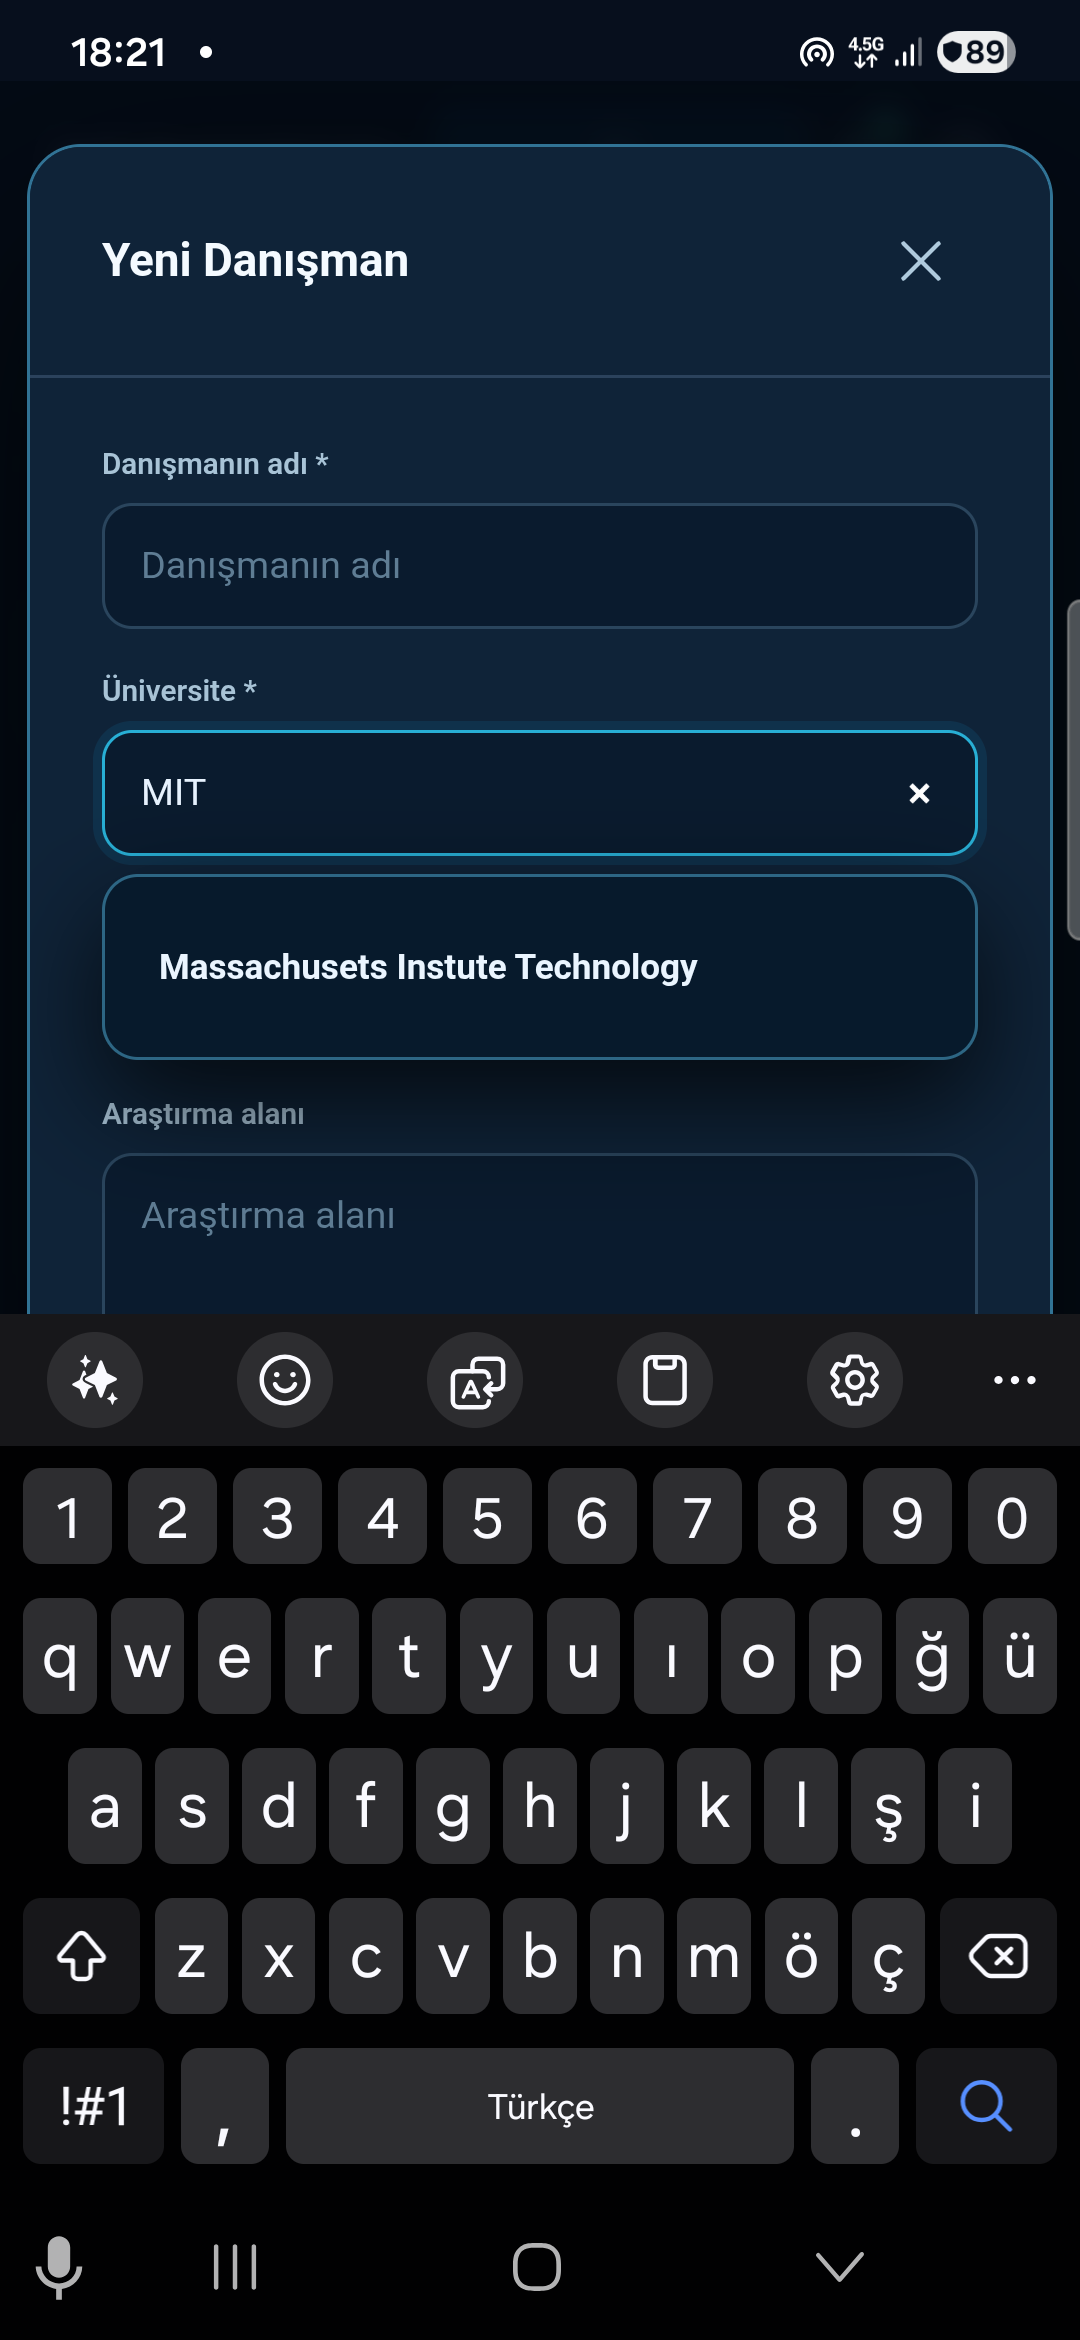 18:21
4.5G
89
Yeni Danışman
Danışmanın adı *
Danışmanın adı
Üniversite *
MIT
Massachusets Instute Technology
Araştırma alanı
Araştırma alanı
1 2 3 4 5 6 7 8 9 0
q w e r t y u ı o p ğ ü
a s d f g h j k l ş i
z x c v b n m ö ç
!#1 , Türkçe .